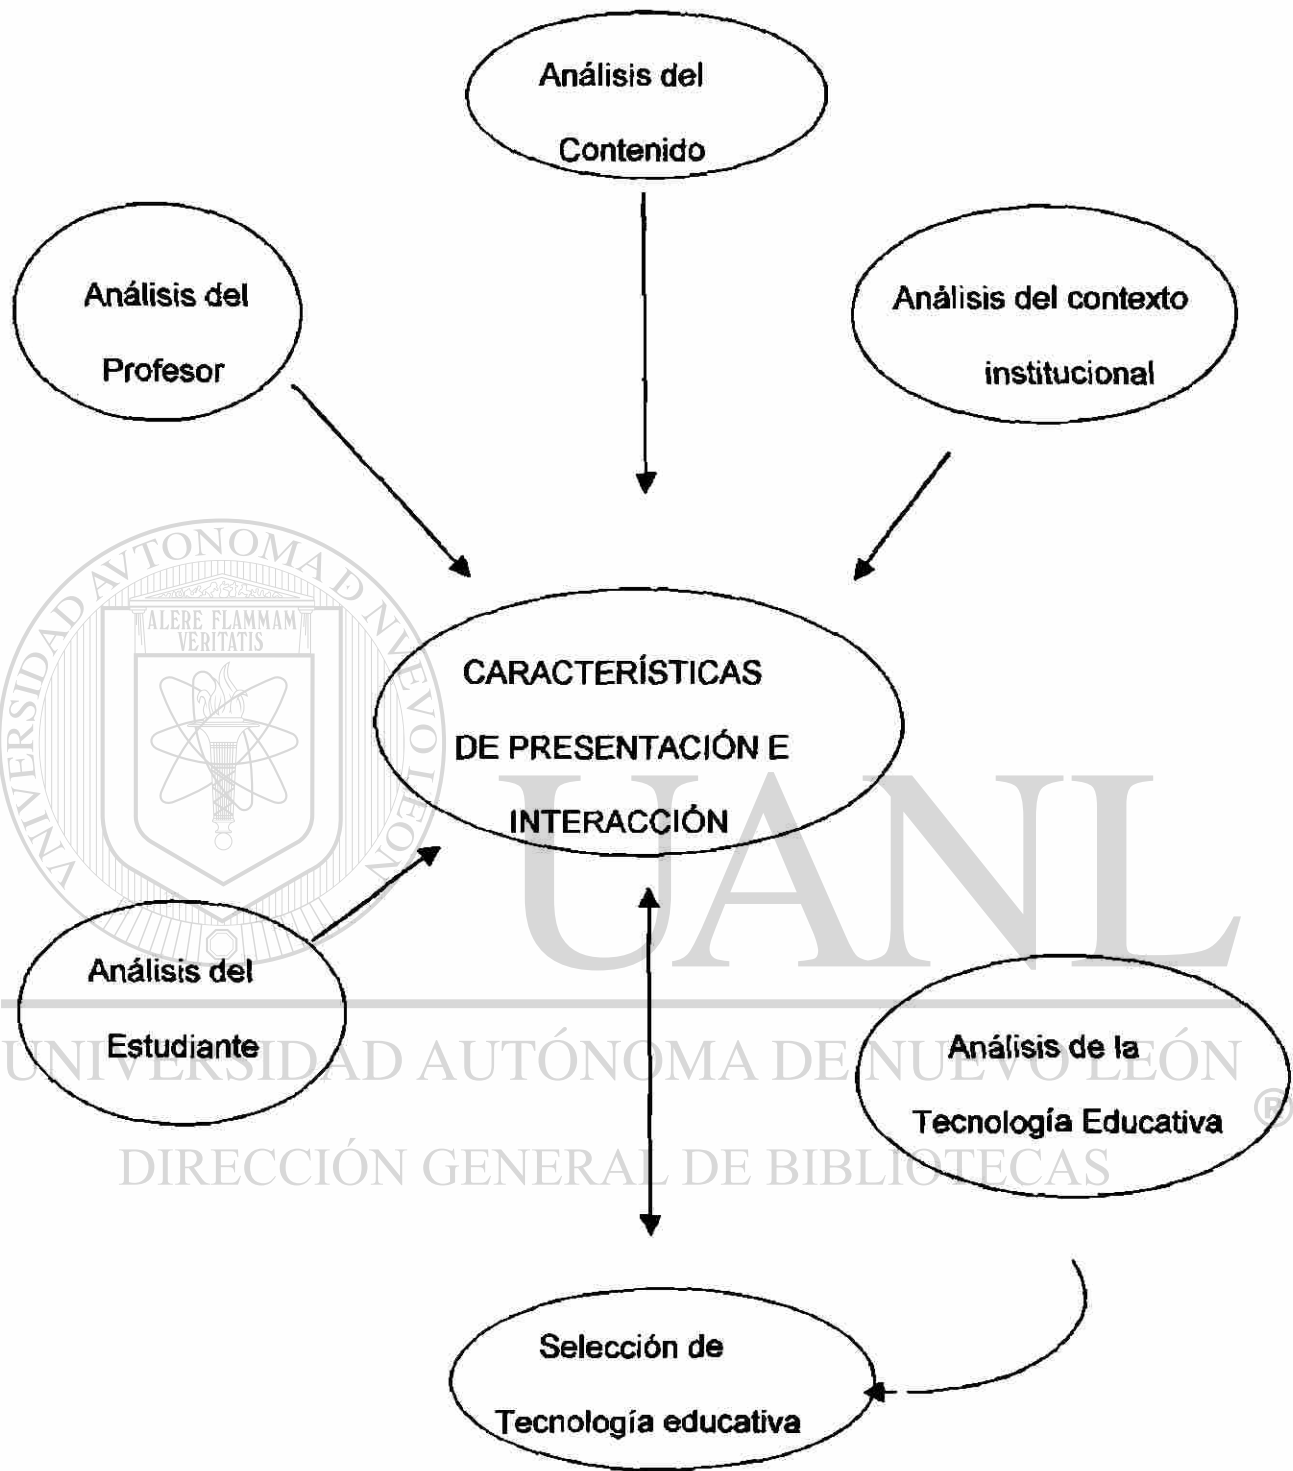 Análisis del
Contenido
Análisis del
Profesor
Análisis del contexto
institucional
CARACTERÍSTICAS
DE PRESENTACIÓN E
INTERACCIÓN
Análisis del
Estudiante
Análisis de la
Tecnología Educativa
Selección de
Tecnología educativa
UNIVERSIDAD AVTONOMA DE NVEVO LEON
ALERE FLAMMAM
VERITATIS
UANL
UNIVERSIDAD AUTÓNOMA DE NUEVO LEÓN
®
DIRECCIÓN GENERAL DE BIBLIOTECAS